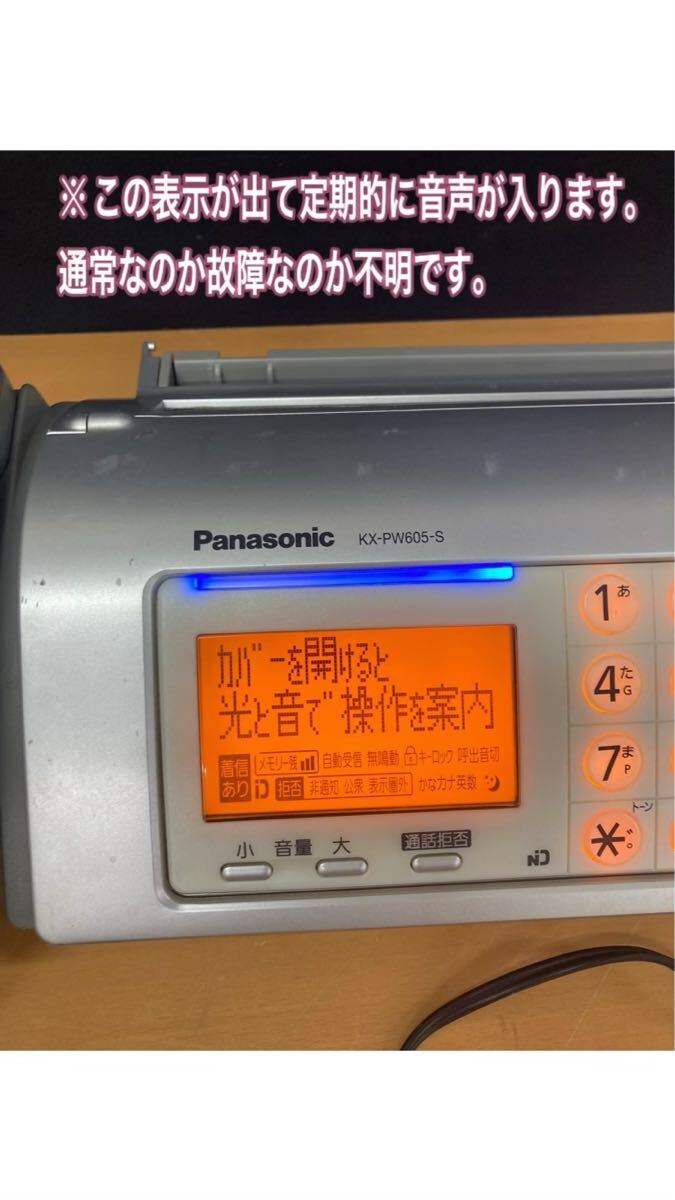 ※この表示が出て定期的に音声が入ります。
通常なのか故障なのか不明です。
Panasonic KX-PW605-S
カバーを開けると
光と音で操作を案内
着信あり メモリー残 自動受信 無鳴動 キーロック 呼出音切
拒否 非通知 公衆 表示圏外 かなカナ英数
小 音量 大 通話拒否
ND
1 あ
4 た G
7 ま P
トーン
＊ ゛゜